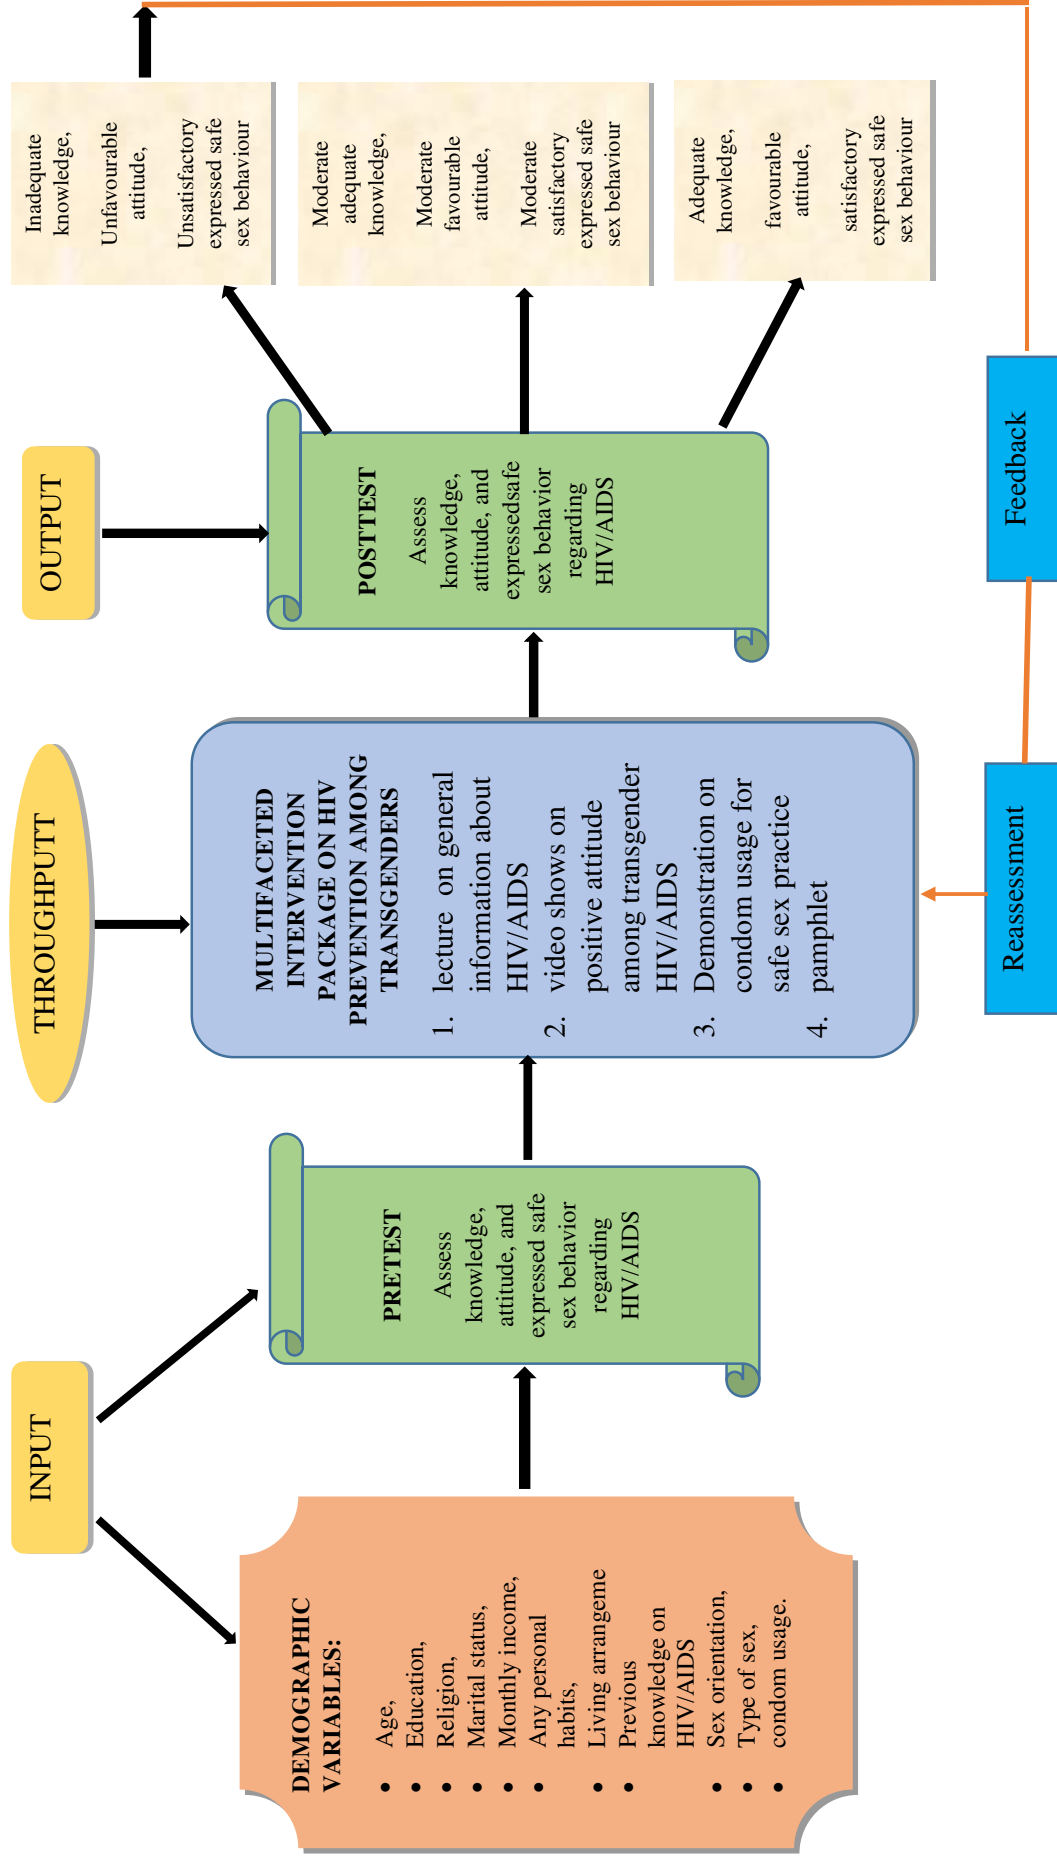 INPUT
THROUGHPUTT
OUTPUT
DEMOGRAPHIC
VARIABLES:
• Age,
• Education,
• Religion,
• Marital status,
• Monthly income,
• Any personal
habits,
• Living arrangeme
• Previous
knowledge on
HIV/AIDS
• Sex orientation,
• Type of sex,
• condom usage.
PRETEST
Assess
knowledge,
attitude, and
expressed safe
sex behavior
regarding
HIV/AIDS
MULTIFACETED
INTERVENTION
PACKAGE ON HIV
PREVENTION AMONG
TRANSGENDERS
1. lecture on general
information about
HIV/AIDS
2. video shows on
positive attitude
among transgender
HIV/AIDS
3. Demonstration on
condom usage for
safe sex practice
4. pamphlet
POSTTEST
Assess
knowledge,
attitude, and
expressedsafe
sex behavior
regarding
HIV/AIDS
Inadequate
knowledge,
Unfavourable
attitude,
Unsatisfactory
expressed safe
sex behaviour
Moderate
adequate
knowledge,
Moderate
favourable
attitude,
Moderate
satisfactory
expressed safe
sex behaviour
Adequate
knowledge,
favourable
attitude,
satisfactory
expressed safe
sex behaviour
Reassessment
Feedback